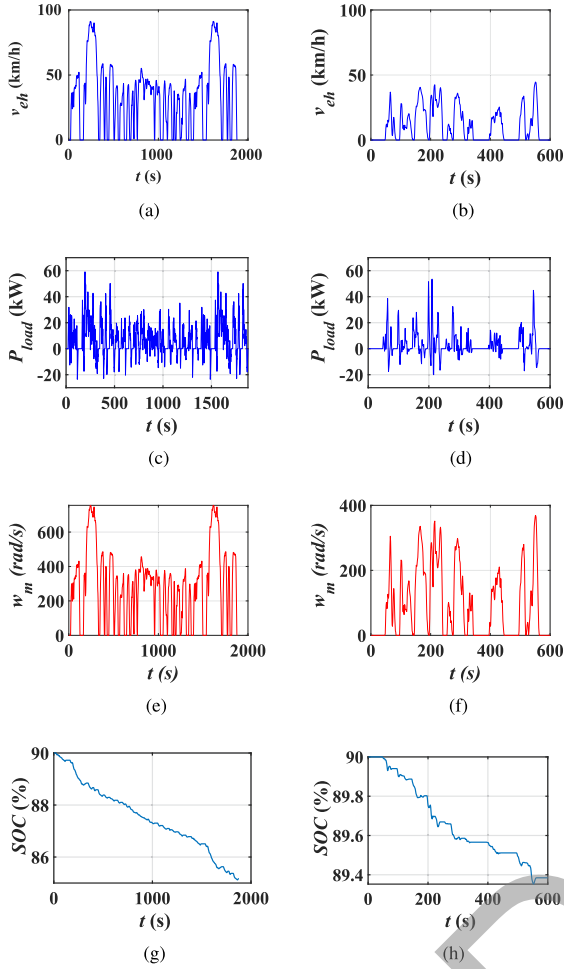 100
50
0
v_eh (km/h)
0 1000 2000
t (s)
(a)
100
50
0
v_eh (km/h)
0 200 400 600
t (s)
(b)
60
40
20
0
-20
P_load (kW)
0 500 1000 1500
t (s)
(c)
60
40
20
0
-20
P_load (kW)
0 200 400 600
t (s)
(d)
600
400
200
0
w_m (rad/s)
0 1000 2000
t (s)
(e)
400
200
0
w_m (rad/s)
0 200 400 600
t (s)
(f)
90
88
86
SOC (%)
0 1000 2000
t (s)
(g)
90
89.8
89.6
89.4
SOC (%)
0 200 400 600
t (s)
(h)